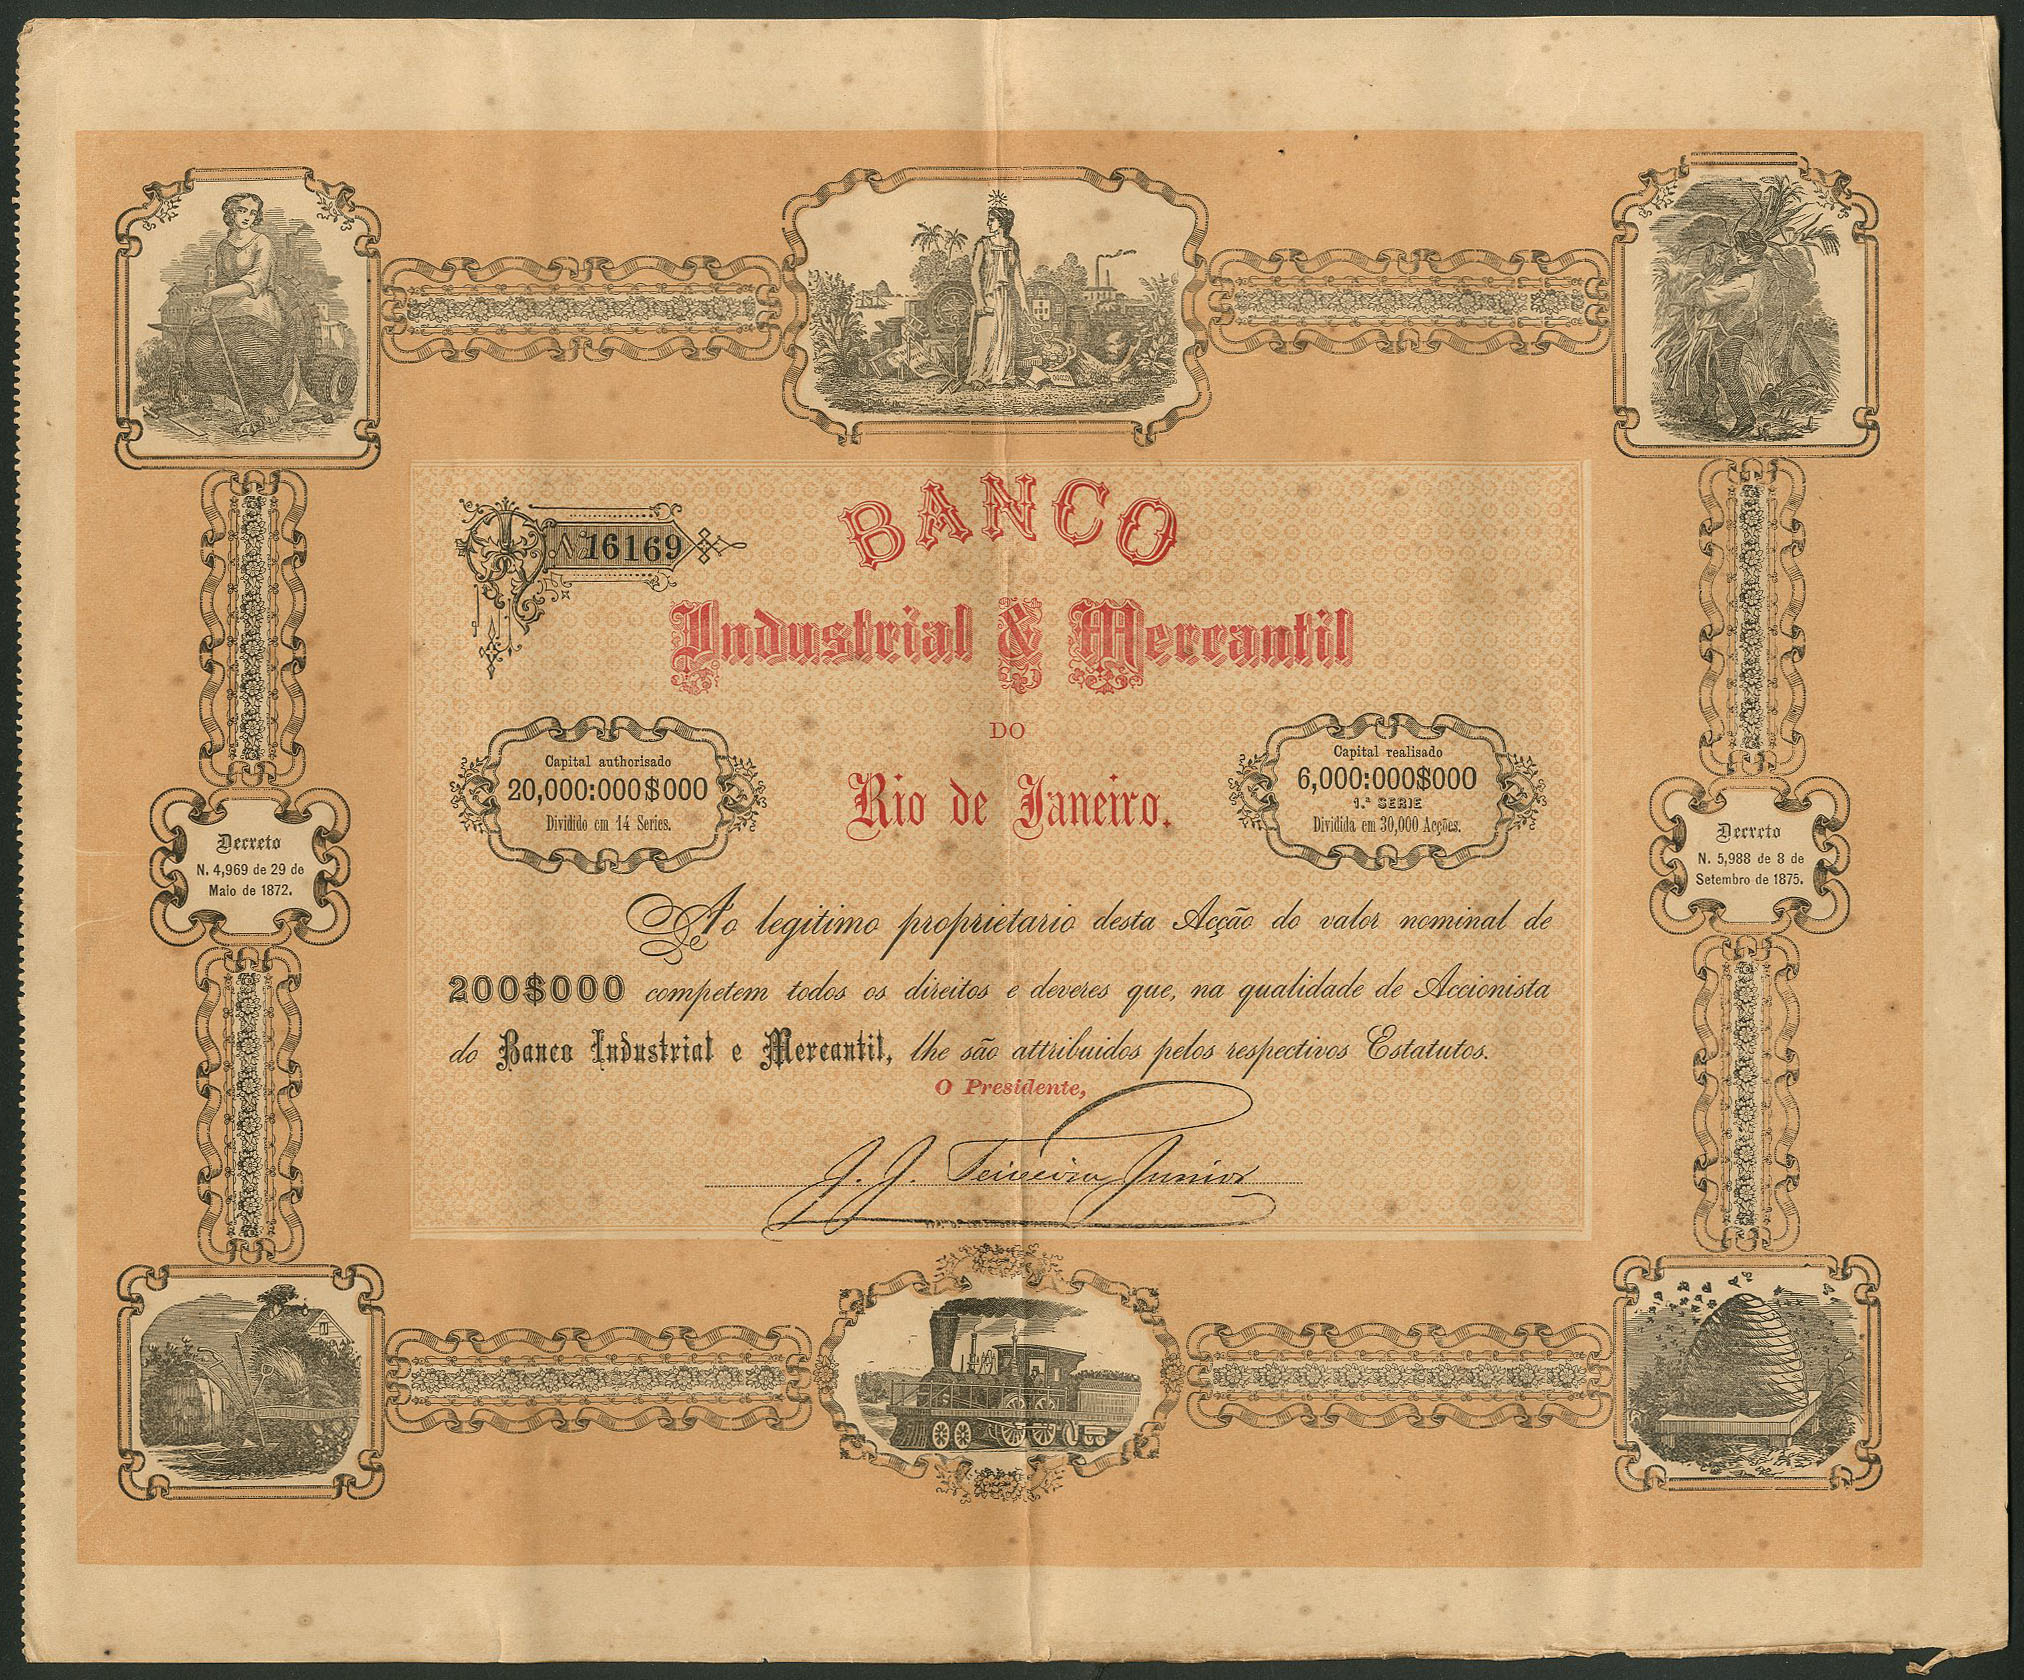 N 16169
BANCO
Industrial & Mercantil
DO
Rio de Janeiro.
Capital authorisado
20,000:000$000
Dividido em 14 Series.
Capital realisado
6,000:000$000
1.ª SERIE
Dividida em 30,000 Acções.
Decreto
N. 4,969 de 29 de
Maio de 1872.
Decreto
N. 5,988 de 8 de
Setembro de 1875.
Ao legitimo proprietario desta Acção do valor nominal de
200$000 competem todos os direitos e deveres que, na qualidade de Accionista
do Banco Industrial e Mercantil, lhe são attribuidos pelos respectivos Estatutos.
O Presidente,
J. J. Teixeira Junior